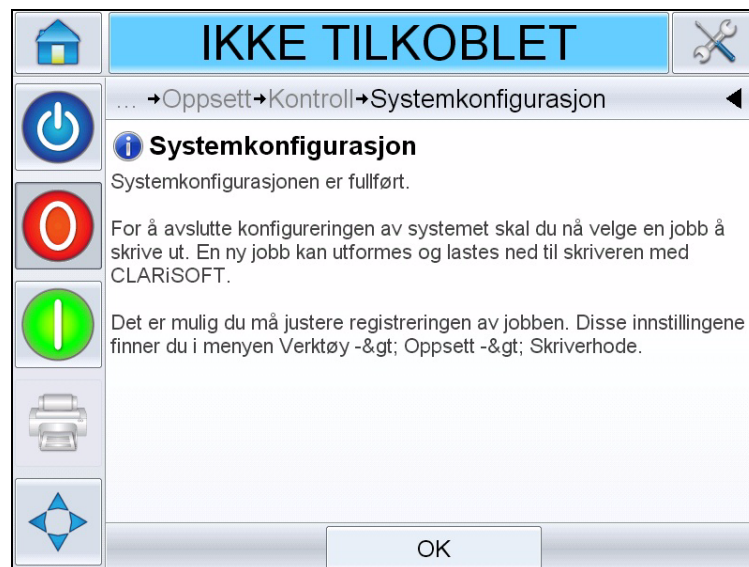 IKKE TILKOBLET
... →Oppsett→Kontroll→Systemkonfigurasjon
Systemkonfigurasjon
Systemkonfigurasjonen er fullført.
For å avslutte konfigureringen av systemet skal du nå velge en jobb å
skrive ut. En ny jobb kan utformes og lastes ned til skriveren med
CLARiSOFT.
Det er mulig du må justere registreringen av jobben. Disse innstillingene
finner du i menyen Verktøy -&gt; Oppsett -&gt; Skriverhode.
OK